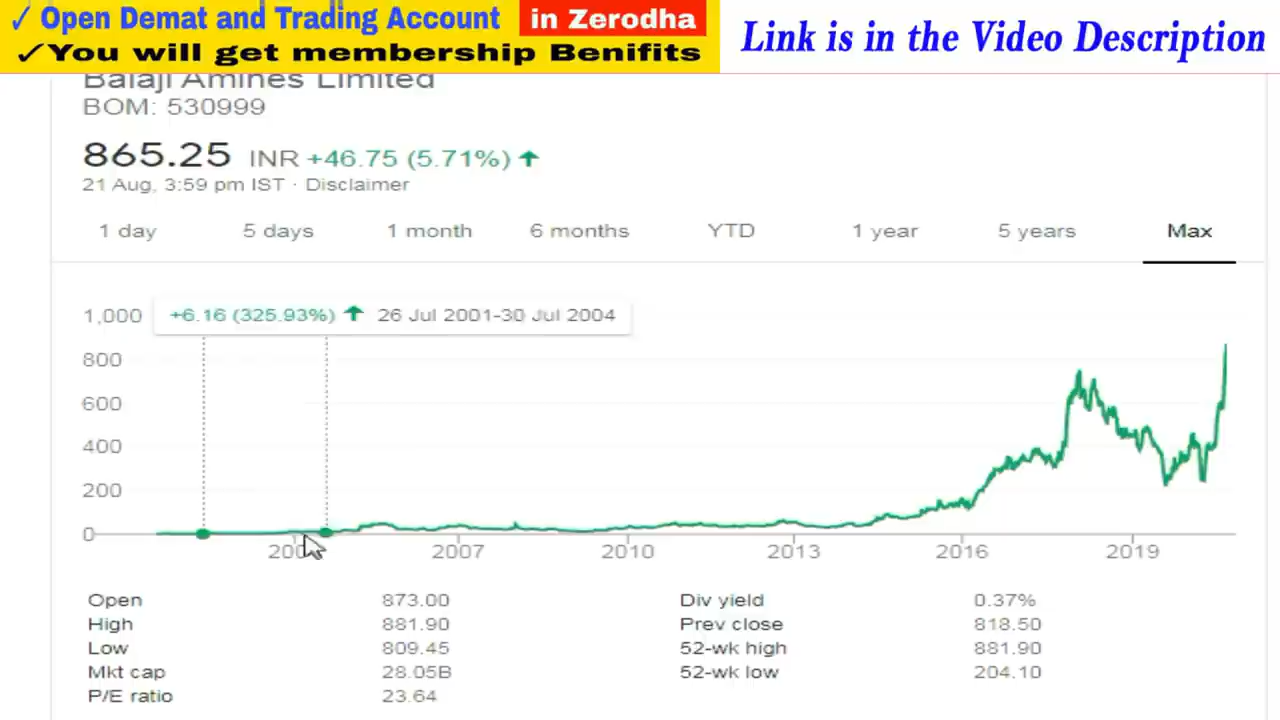 ✓ Open Demat and Trading Account in Zerodha
✓You will get membership Benifits
Link is in the Video Description
Balaji Amines Limited
BOM: 530999
865.25 INR +46.75 (5.71%) ↑
21 Aug, 3:59 pm IST · Disclaimer
1 day 5 days 1 month 6 months YTD 1 year 5 years Max
+6.16 (325.93%) ↑ 26 Jul 2001-30 Jul 2004
1,000
800
600
400
200
0
2007 2010 2013 2016 2019
Open 873.00 Div yield 0.37%
High 881.90 Prev close 818.50
Low 809.45 52-wk high 881.90
Mkt cap 28.05B 52-wk low 204.10
P/E ratio 23.64